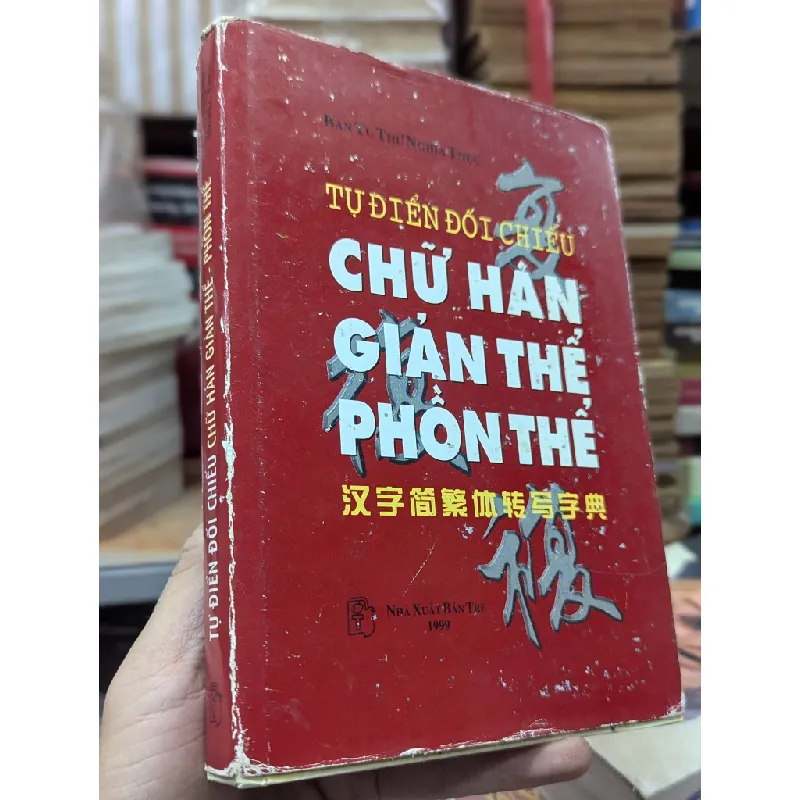 BAN TU THƯ NGHĨA THỤC
TỰ ĐIỂN ĐỐI CHIẾU
CHỮ HÁN
GIẢN THỂ
PHỒN THỂ
汉字简繁体转写字典
NHÀ XUẤT BẢN TRẺ
1999
TỰ ĐIỂN ĐỐI CHIẾU CHỮ HÁN GIẢN THỂ - PHỒN THỂ